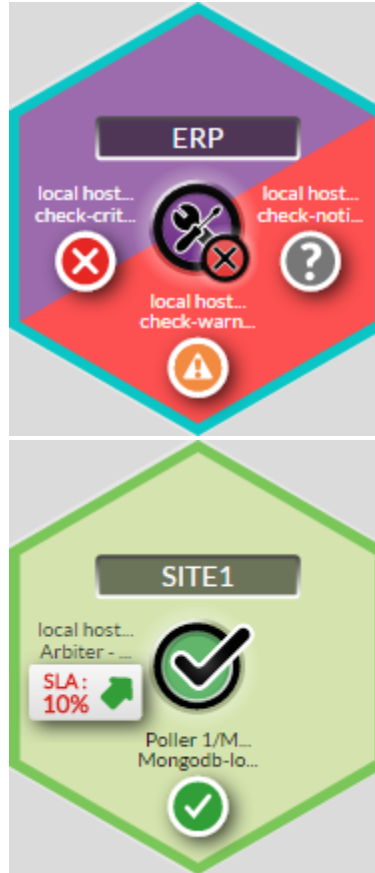 ERP
local host...
check-crit...
local host...
check-noti...
local host...
check-warn...
SITE1
local host...
Arbiter - ...
SLA :
10%
Poller 1/M...
Mongodb-lo...